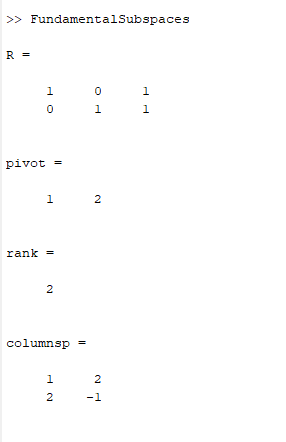 >> FundamentalSubspaces
R =
1 0 1
0 1 1
pivot =
1 2
rank =
2
columnsp =
1 2
2 -1